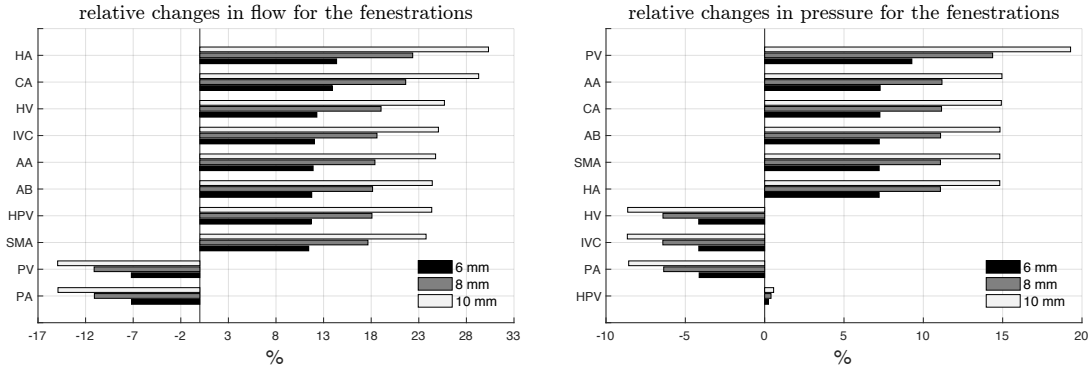 relative changes in flow for the fenestrations
HA
CA
HV
IVC
AA
AB
HPV
SMA
PV
PA
6 mm
8 mm
10 mm
-17 -12 -7 -2 3 8 13 18 23 28 33
%
relative changes in pressure for the fenestrations
PV
AA
CA
AB
SMA
HA
HV
IVC
PA
HPV
6 mm
8 mm
10 mm
-10 -5 0 5 10 15 20
%